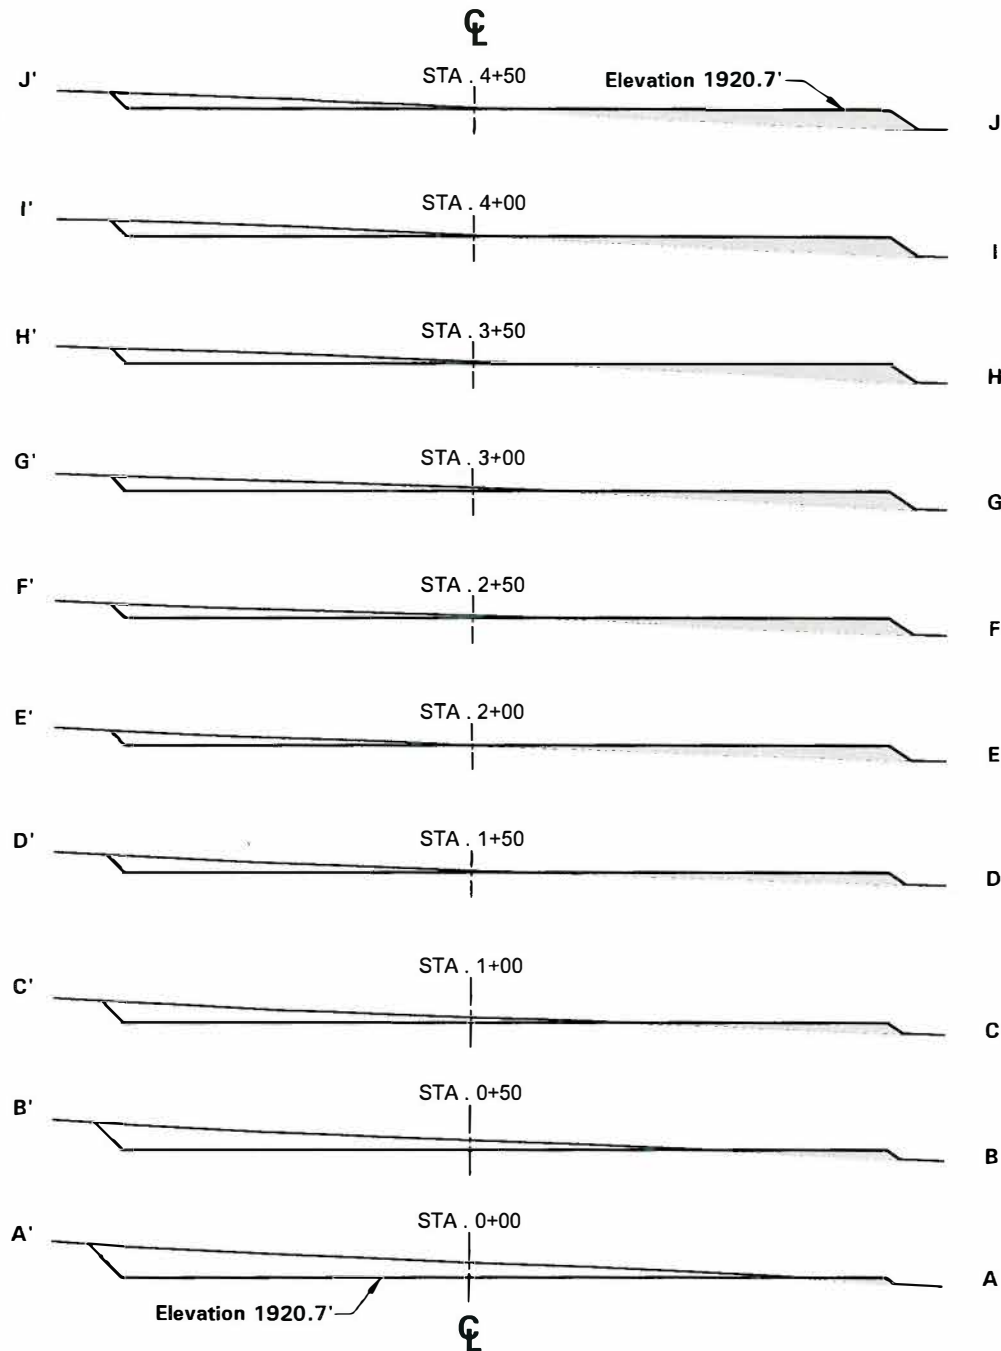 ℄
J' STA . 4+50 Elevation 1920.7' J
I' STA . 4+00 I
H' STA . 3+50 H
G' STA . 3+00 G
F' STA . 2+50 F
E' STA . 2+00 E
D' STA . 1+50 D
C' STA . 1+00 C
B' STA . 0+50 B
A' STA . 0+00 A
Elevation 1920.7'
℄